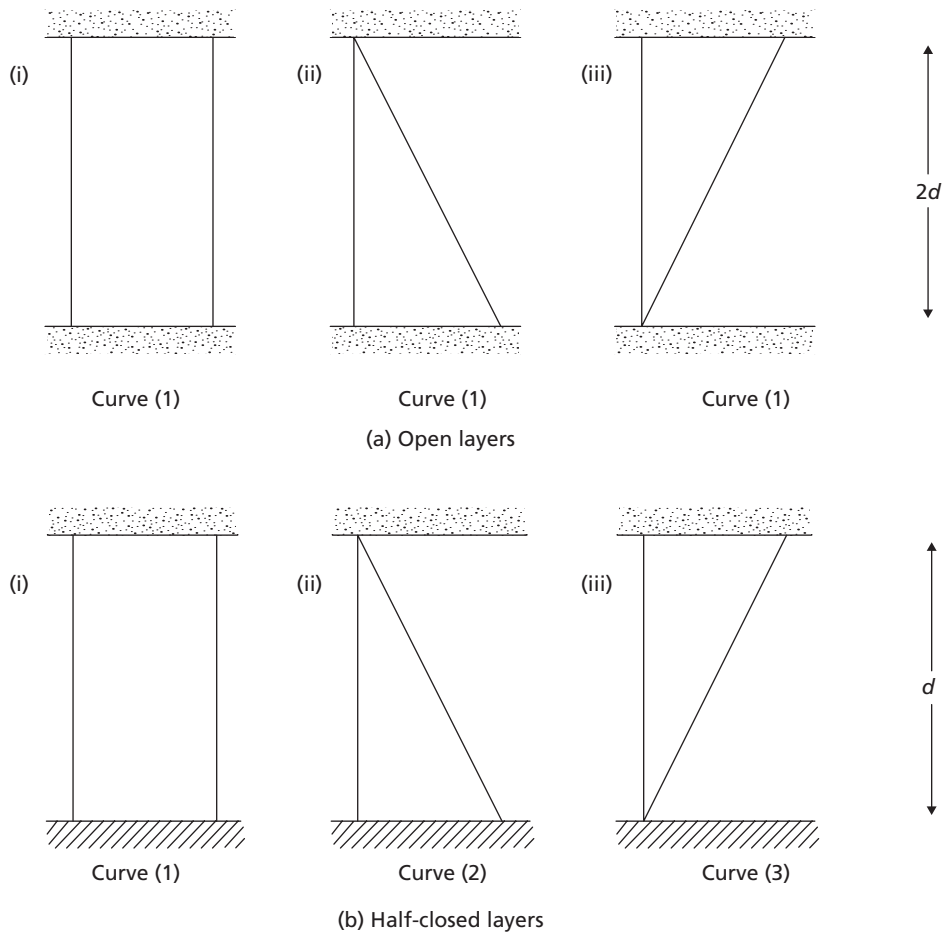 (i)
(ii)
(iii)
2d
Curve (1)
Curve (1)
Curve (1)
(a) Open layers
(i)
(ii)
(iii)
d
Curve (1)
Curve (2)
Curve (3)
(b) Half-closed layers